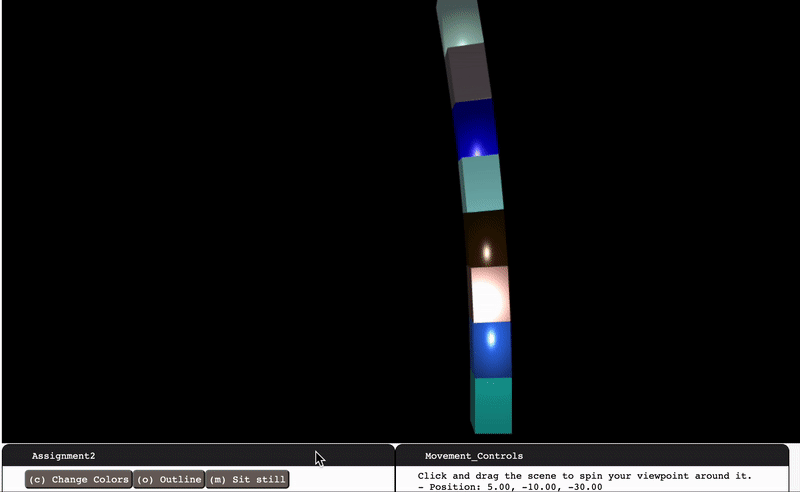 Assignment2
(c) Change Colors (o) Outline (m) Sit still
Movement_Controls
Click and drag the scene to spin your viewpoint around it.
- Position: 5.00, -10.00, -30.00